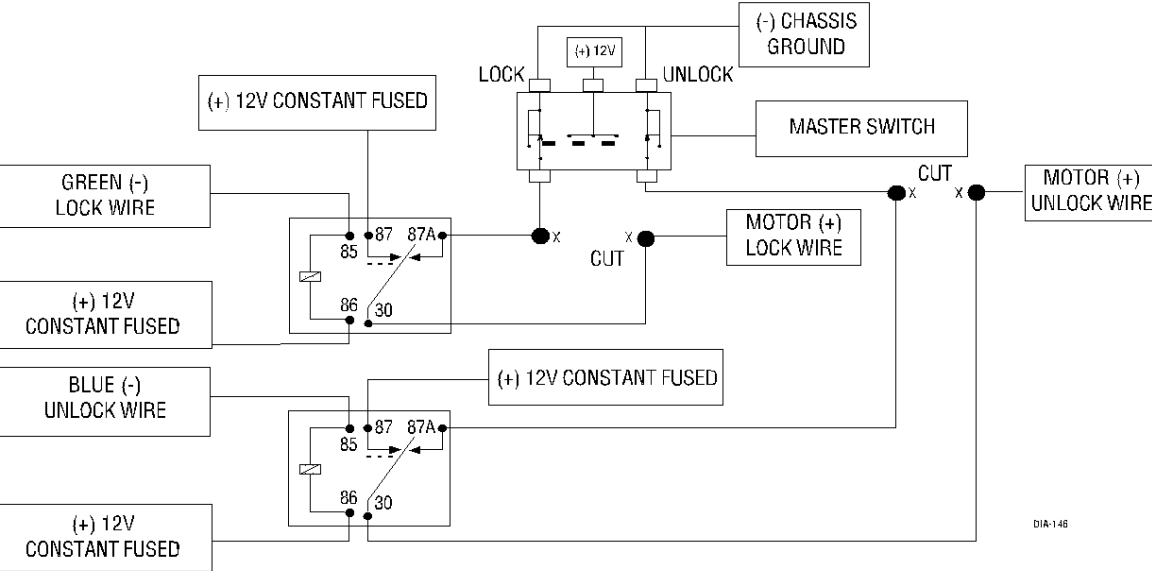 (-) CHASSIS
GROUND
(+) 12V
LOCK
UNLOCK
(+) 12V CONSTANT FUSED
MASTER SWITCH
GREEN (-)
LOCK WIRE
CUT
x x
MOTOR (+)
UNLOCK WIRE
87 87A
85
x x
CUT
MOTOR (+)
LOCK WIRE
86 30
(+) 12V
CONSTANT FUSED
BLUE (-)
UNLOCK WIRE
(+) 12V CONSTANT FUSED
87 87A
85
86 30
(+) 12V
CONSTANT FUSED
DIA-146